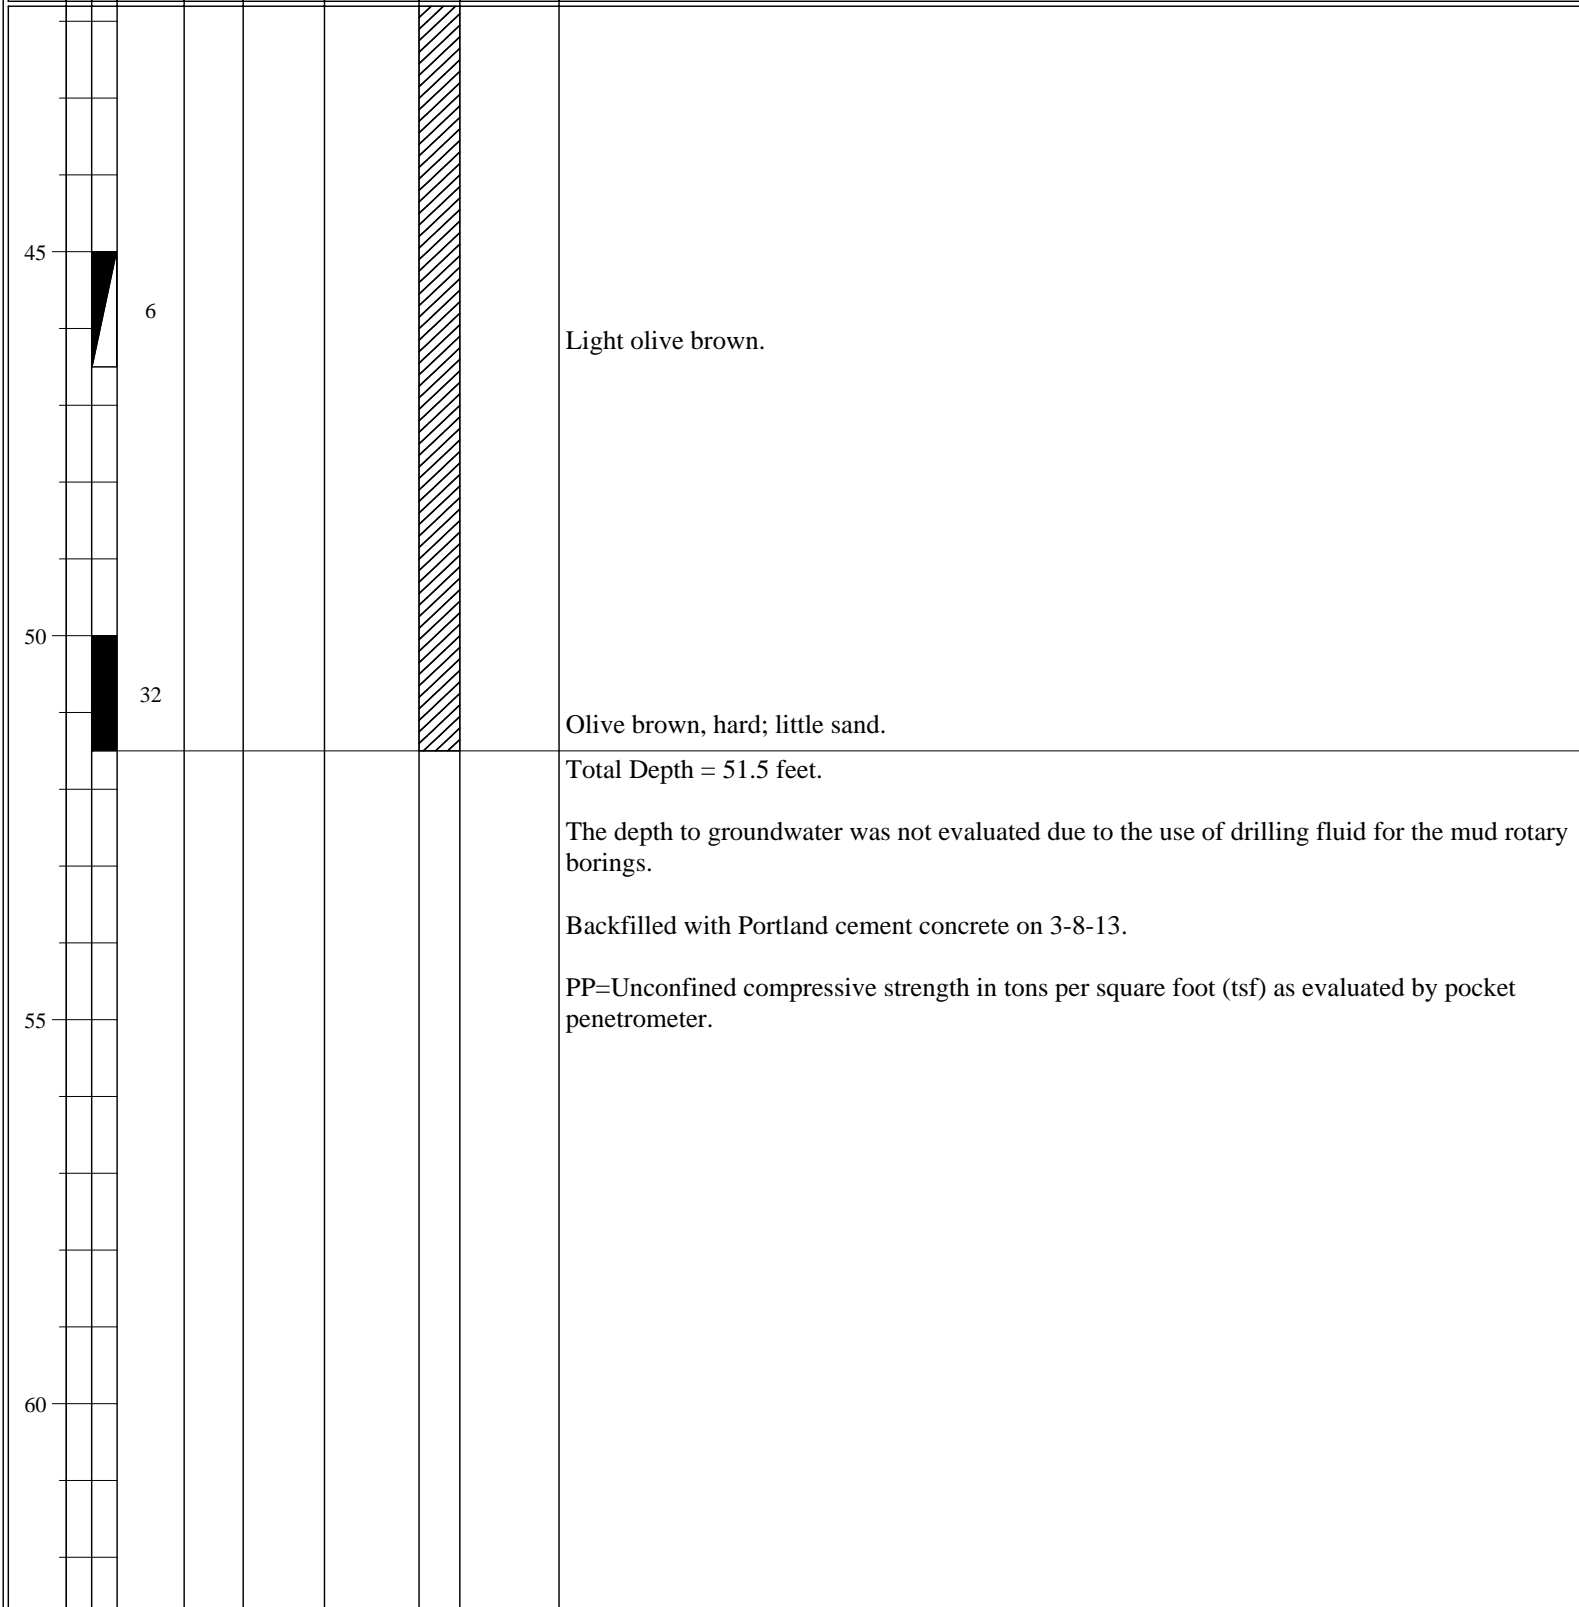 45
6
Light olive brown.
50
32
Olive brown, hard; little sand.
Total Depth = 51.5 feet.
The depth to groundwater was not evaluated due to the use of drilling fluid for the mud rotary
borings.
Backfilled with Portland cement concrete on 3-8-13.
PP=Unconfined compressive strength in tons per square foot (tsf) as evaluated by pocket
penetrometer.
55
60